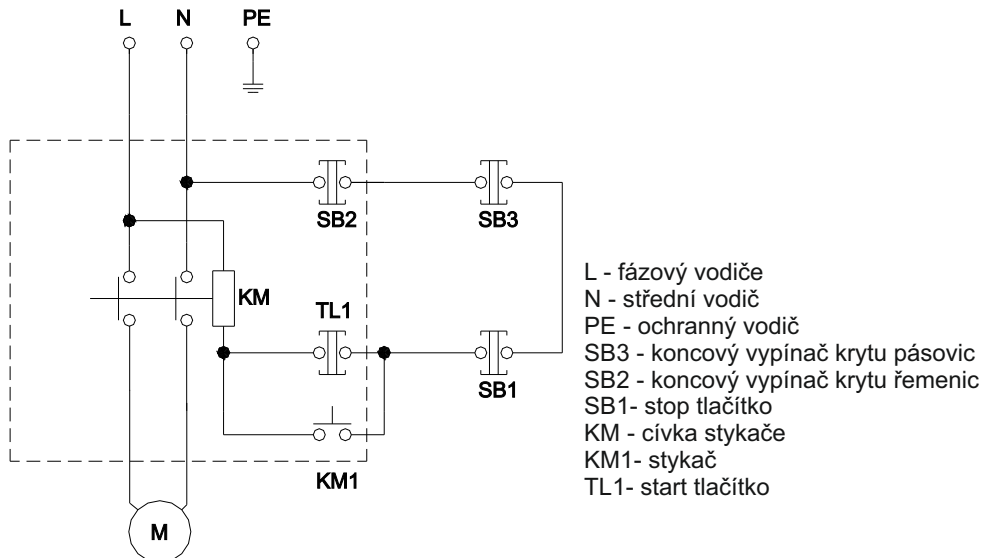 L N PE
SB2 SB3
KM
TL1
SB1
KM1
M
L - fázový vodiče
N - střední vodič
PE - ochranný vodič
SB3 - koncový vypínač krytu pásovic
SB2 - koncový vypínač krytu řemenic
SB1- stop tlačítko
KM - cívka stykače
KM1- stykač
TL1- start tlačítko